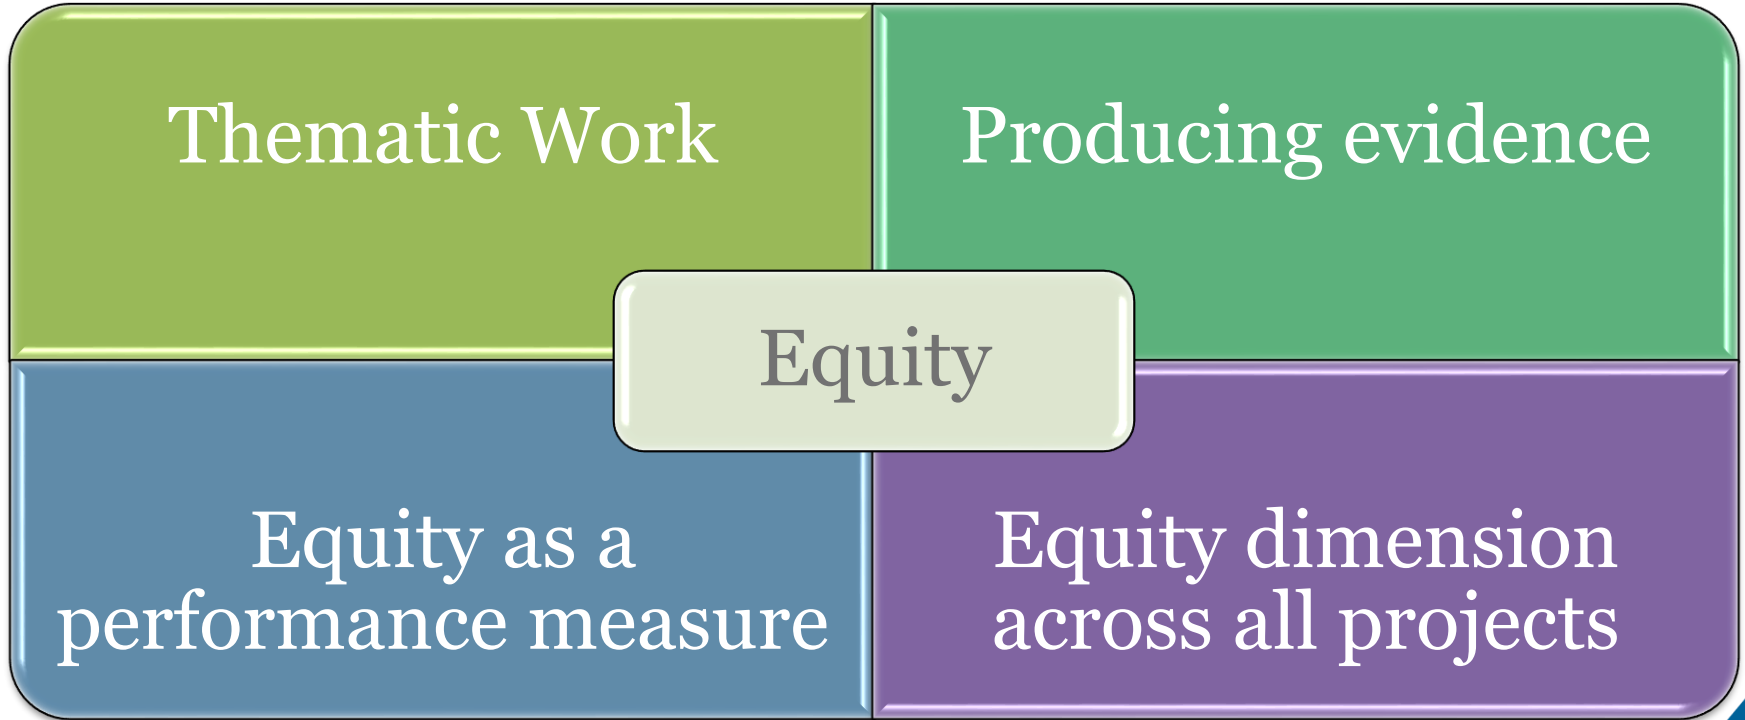 Thematic Work
Producing evidence
Equity
Equity as a
performance measure
Equity dimension
across all projects